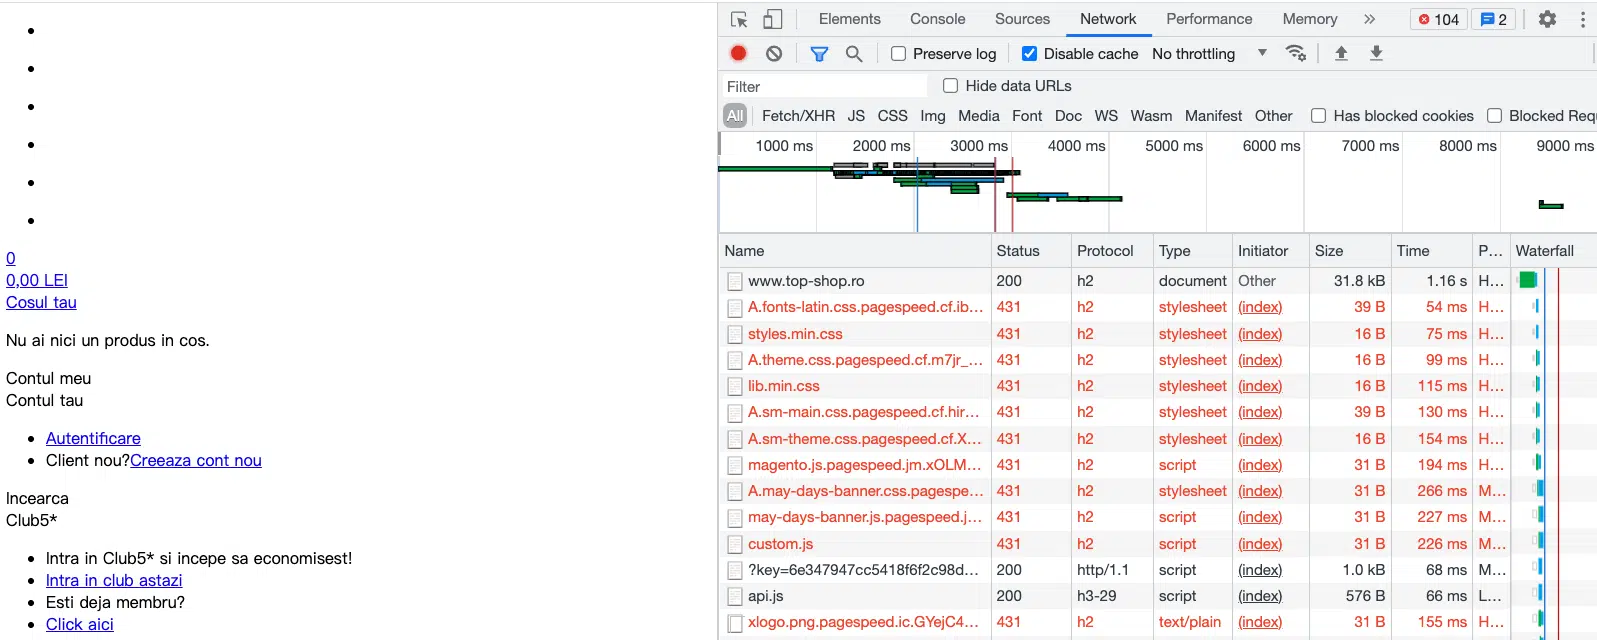 0
0,00 LEI
Cosul tau
Nu ai nici un produs in cos.
Contul meu
Contul tau
Autentificare
Client nou?Creeaza cont nou
Incearca
Club5*
Intra in Club5* si incepe sa economisest!
Intra in club astazi
Esti deja membru?
Click aici
Elements Console Sources Network Performance Memory 104 2
Preserve log Disable cache No throttling
Filter Hide data URLs
All Fetch/XHR JS CSS Img Media Font Doc WS Wasm Manifest Other Has blocked cookies Blocked Req
1000 ms 2000 ms 3000 ms 4000 ms 5000 ms 6000 ms 7000 ms 8000 ms 9000 ms
Name Status Protocol Type Initiator Size Time P... Waterfall
www.top-shop.ro 200 h2 document Other 31.8 kB 1.16 s H...
A.fonts-latin.css.pagespeed.cf.ib... 431 h2 stylesheet (index) 39 B 54 ms H...
styles.min.css 431 h2 stylesheet (index) 16 B 75 ms H...
A.theme.css.pagespeed.cf.m7jr_... 431 h2 stylesheet (index) 16 B 99 ms H...
lib.min.css 431 h2 stylesheet (index) 16 B 115 ms H...
A.sm-main.css.pagespeed.cf.hir... 431 h2 stylesheet (index) 39 B 130 ms H...
A.sm-theme.css.pagespeed.cf.X... 431 h2 stylesheet (index) 16 B 154 ms H...
magento.js.pagespeed.jm.xOLM... 431 h2 script (index) 31 B 194 ms H...
A.may-days-banner.css.pagespe... 431 h2 stylesheet (index) 31 B 266 ms M...
may-days-banner.js.pagespeed.j... 431 h2 script (index) 31 B 227 ms M...
custom.js 431 h2 script (index) 31 B 226 ms M...
?key=6e347947cc5418f6f2c98d... 200 http/1.1 script (index) 1.0 kB 68 ms M...
api.js 200 h3-29 script (index) 576 B 66 ms L...
xlogo.png.pagespeed.ic.GYejC4... 431 h2 text/plain (index) 31 B 155 ms H...